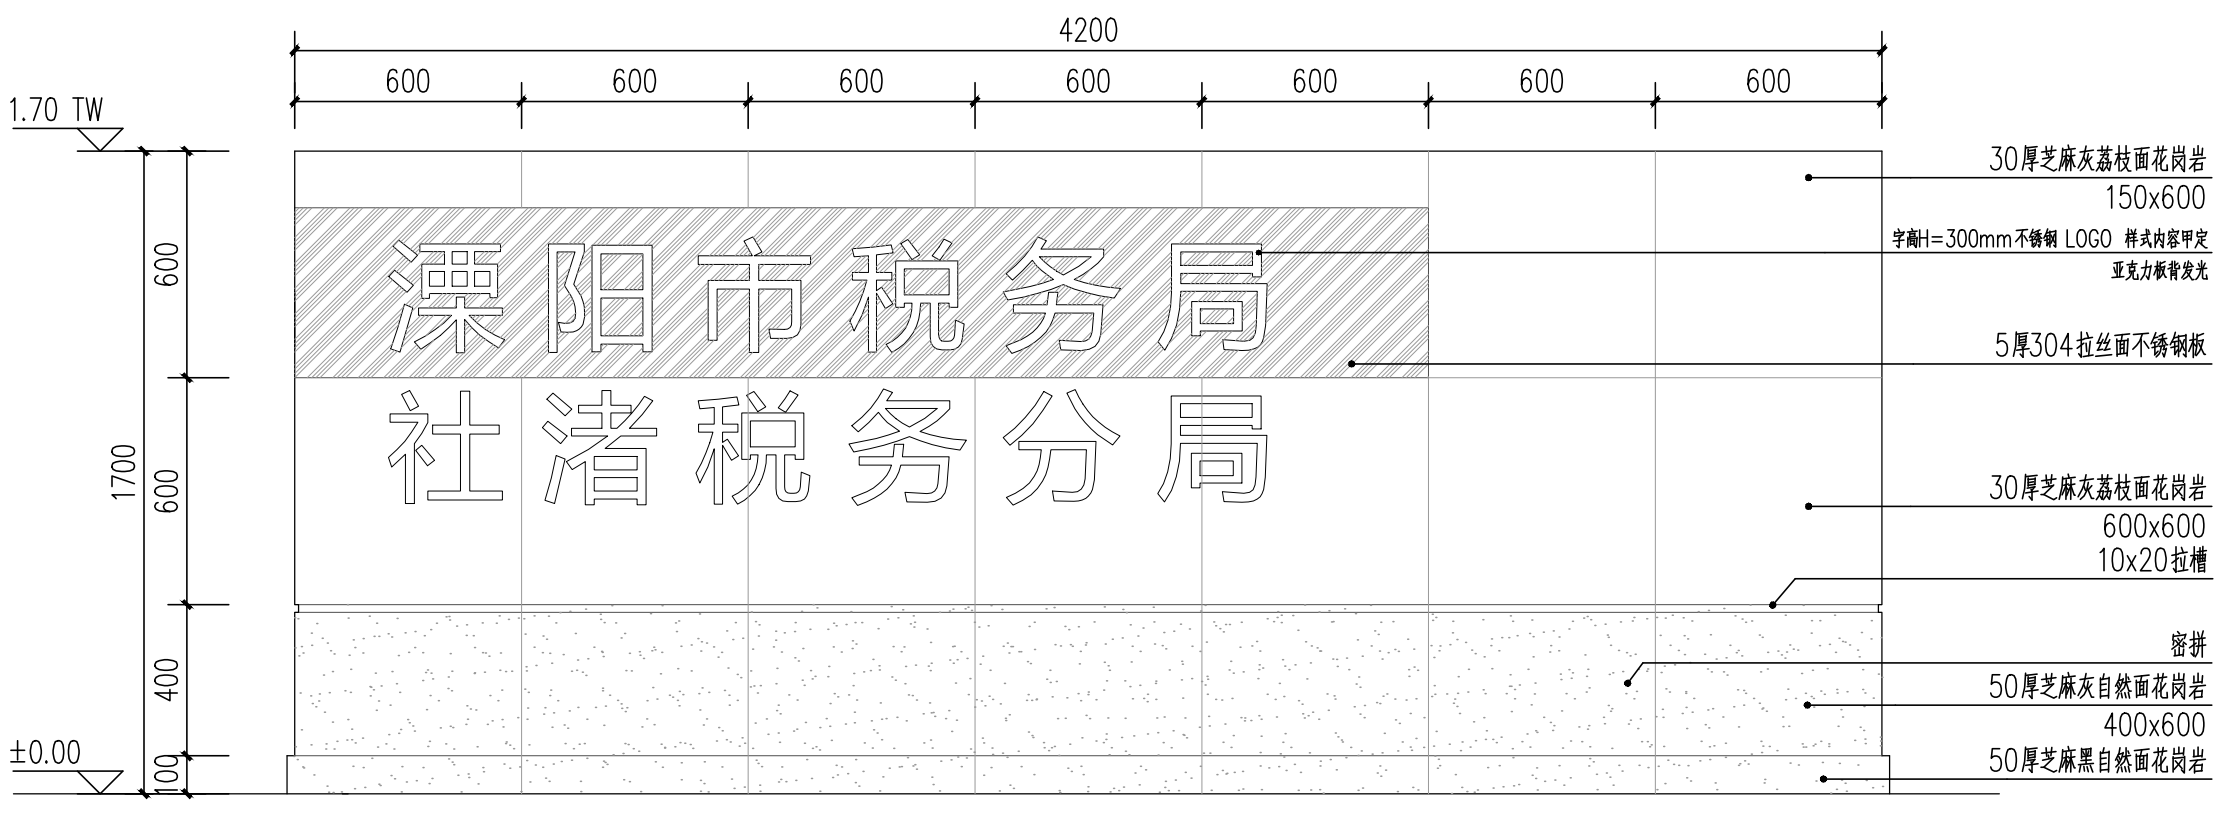 4200
600 600 600 600 600 600 600
1.70 TW
30厚芝麻灰荔枝面花岗岩
150x600
字高H=300mm不锈钢 LOGO 样式内容甲定
亚克力板背发光
600
溧阳市税务局
5厚304拉丝面不锈钢板
社渚税务分局
1700
600
30厚芝麻灰荔枝面花岗岩
600x600
10x20拉槽
密拼
400
50厚芝麻灰自然面花岗岩
400x600
±0.00
100
50厚芝麻黑自然面花岗岩